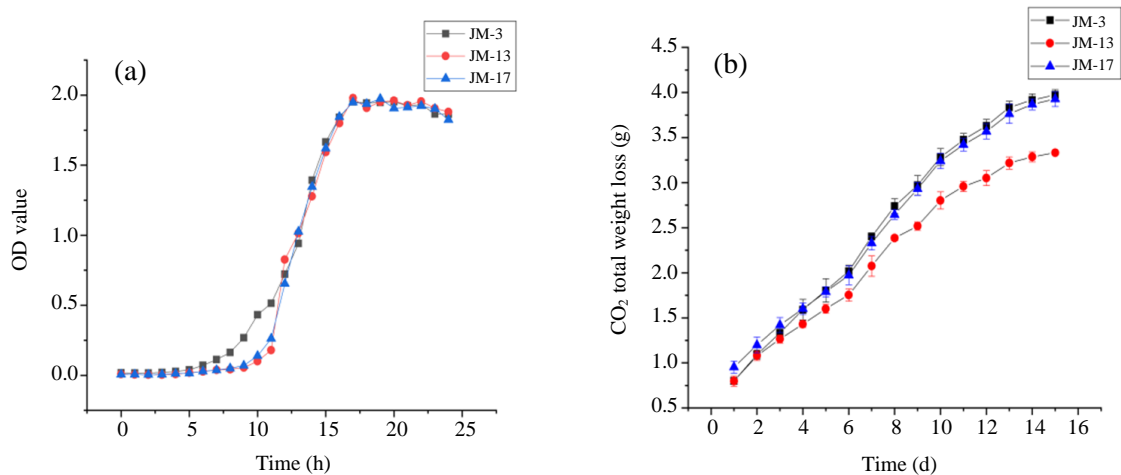 JM-3
JM-13
JM-17
(a)
2.0
1.5
1.0
0.5
0.0
OD value
0 5 10 15 20 25
Time (h)
JM-3
JM-13
JM-17
(b)
4.5
4.0
3.5
3.0
2.5
2.0
1.5
1.0
0.5
CO₂ total weight loss (g)
0 2 4 6 8 10 12 14 16
Time (d)